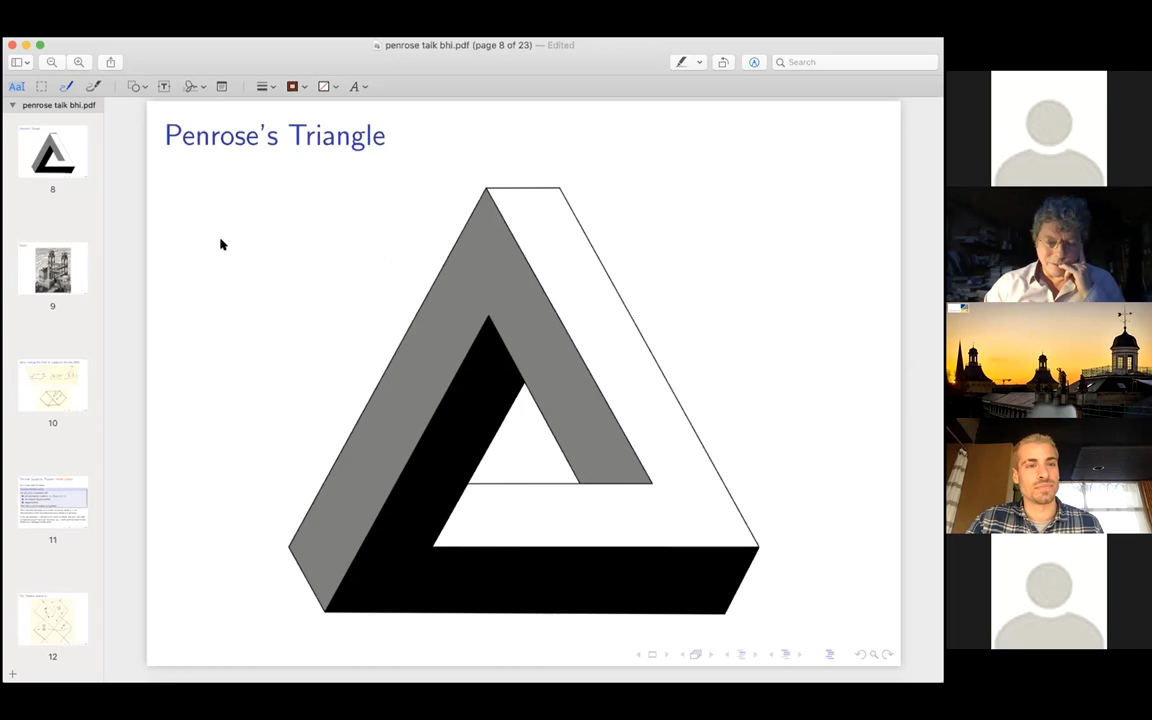 penrose talk bhi.pdf (page 8 of 23) — Edited
Search
penrose talk bhi.pdf
8
9
10
11
12
Penrose's Triangle